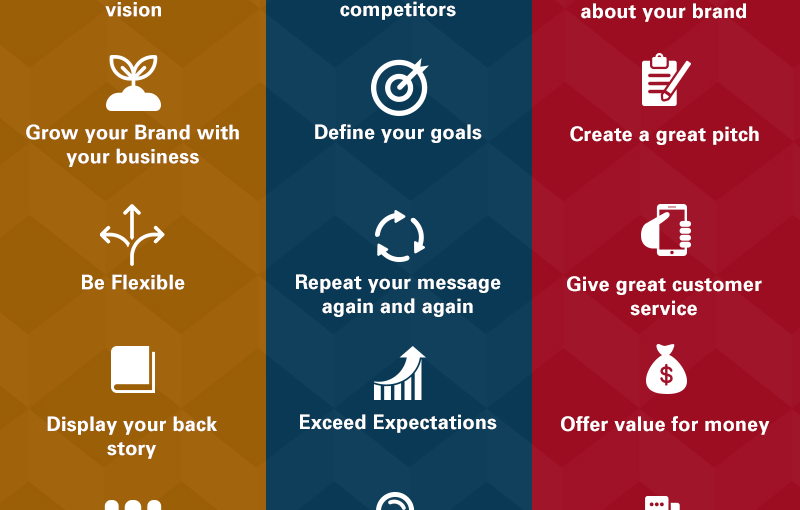 vision
competitors
about your brand
Grow your Brand with
your business
Define your goals
Create a great pitch
Be Flexible
Repeat your message
again and again
Give great customer
service
Display your back
story
Exceed Expectations
$
Offer value for money